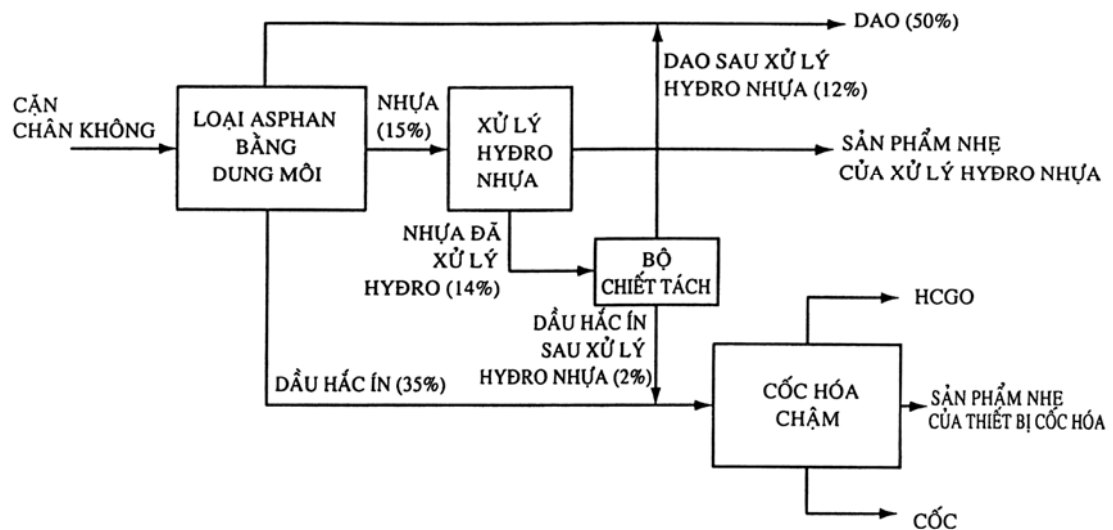 DAO (50%)
DAO SAU XỬ LÝ
HYĐRO NHỰA (12%)
CẶN
CHÂN KHÔNG
LOẠI ASPHAN
BẰNG
DUNG MÔI
NHỰA
(15%)
XỬ LÝ
HYĐRO
NHỰA
SẢN PHẨM NHẸ
CỦA XỬ LÝ HYĐRO NHỰA
NHỰA ĐÃ
XỬ LÝ
HYĐRO (14%)
BỘ
CHIẾT TÁCH
DẦU HẮC ÍN
SAU XỬ LÝ
HYĐRO NHỰA (2%)
DẦU HẮC ÍN (35%)
HCGO
CỐC HÓA
CHẬM
SẢN PHẨM NHẸ
CỦA THIẾT BỊ CỐC HÓA
CỐC